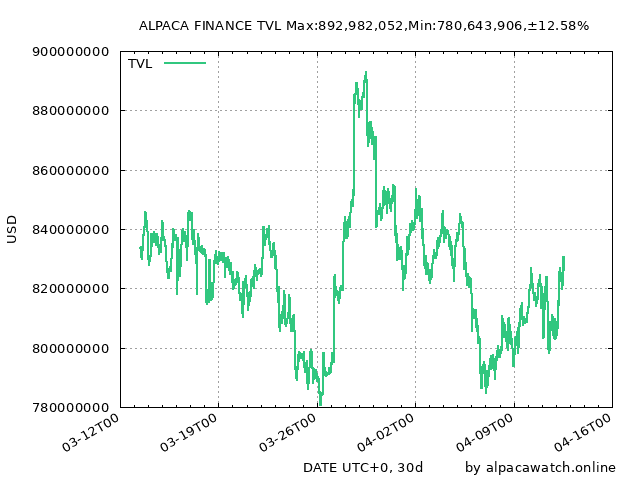 ALPACA FINANCE TVL Max:892,982,052,Min:780,643,906,±12.58%
900000000
TVL
880000000
860000000
840000000
USD
820000000
800000000
780000000
03-12T00
03-19T00
03-26T00
04-02T00
04-09T00
04-16T00
DATE UTC+0, 30d
by alpacawatch.online